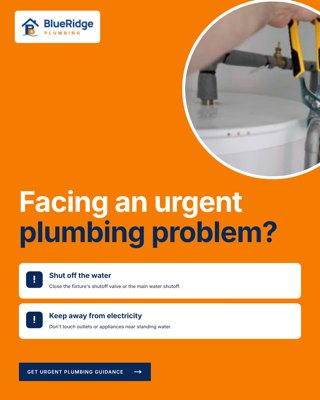 BlueRidge
PLUMBING
Facing an urgent
plumbing problem?
! Shut off the water
Close the fixture's shutoff valve or the main water shutoff.
! Keep away from electricity
Don't touch outlets or appliances near standing water.
GET URGENT PLUMBING GUIDANCE →